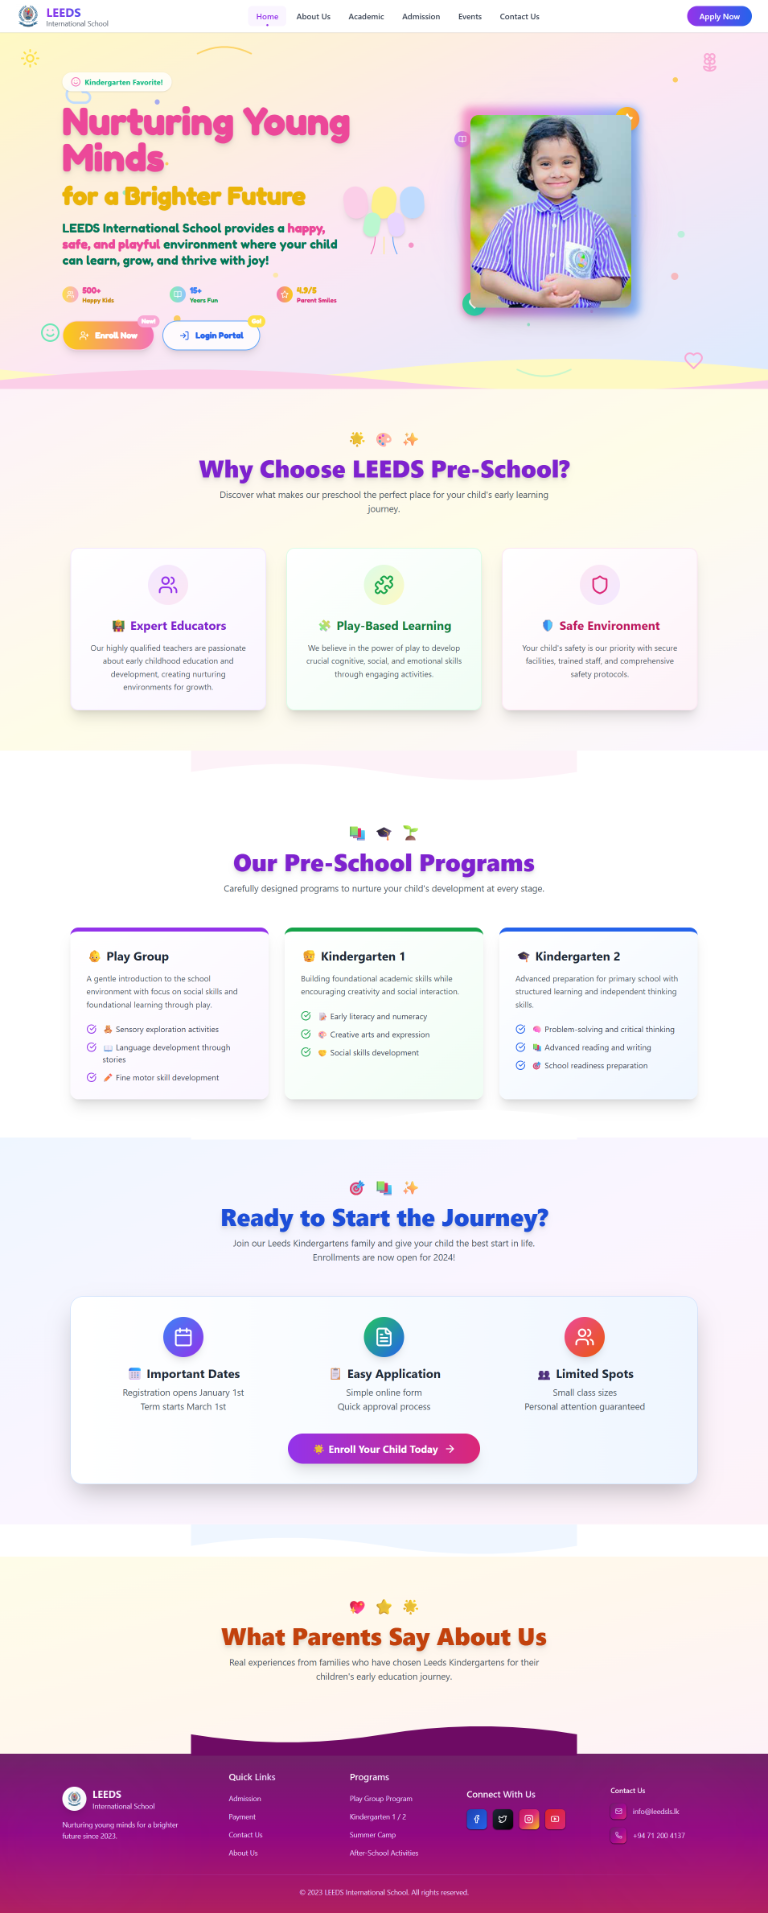 LEEDS
International School
Home
About Us
Academic
Admission
Events
Contact Us
Apply Now
Kindergarten Favorite!
Nurturing Young
Minds
for a Brighter Future
LEEDS International School provides a happy,
safe, and playful environment where your child
can learn, grow, and thrive with joy!
500+
Happy Kids
15+
Years Fun
4.9/5
Parent Smiles
Enroll Now
New!
Login Portal
Go!
Why Choose LEEDS Pre-School?
Discover what makes our preschool the perfect place for your child's early learning
journey.
Expert Educators
Our highly qualified teachers are passionate
about early childhood education and
development, creating nurturing
environments for growth.
Play-Based Learning
We believe in the power of play to develop
crucial cognitive, social, and emotional skills
through engaging activities.
Safe Environment
Your child's safety is our priority with secure
facilities, trained staff, and comprehensive
safety protocols.
Our Pre-School Programs
Carefully designed programs to nurture your child's development at every stage.
Play Group
A gentle introduction to the school
environment with focus on social skills and
foundational learning through play.
Sensory exploration activities
Language development through
stories
Fine motor skill development
Kindergarten 1
Building foundational academic skills while
encouraging creativity and social interaction.
Early literacy and numeracy
Creative arts and expression
Social skills development
Kindergarten 2
Advanced preparation for primary school with
structured learning and independent thinking
skills.
Problem-solving and critical thinking
Advanced reading and writing
School readiness preparation
Ready to Start the Journey?
Join our Leeds Kindergartens family and give your child the best start in life.
Enrollments are now open for 2024!
Important Dates
Registration opens January 1st
Term starts March 1st
Easy Application
Simple online form
Quick approval process
Limited Spots
Small class sizes
Personal attention guaranteed
Enroll Your Child Today
What Parents Say About Us
Real experiences from families who have chosen Leeds Kindergartens for their
children's early education journey.
LEEDS
International School
Nurturing young minds for a brighter
future since 2023.
Quick Links
Admission
Payment
Contact Us
About Us
Programs
Play Group Program
Kindergarten 1 / 2
Summer Camp
After-School Activities
Connect With Us
Contact Us
info@leedsls.lk
+94 71 200 4137
© 2023 LEEDS International School. All rights reserved.